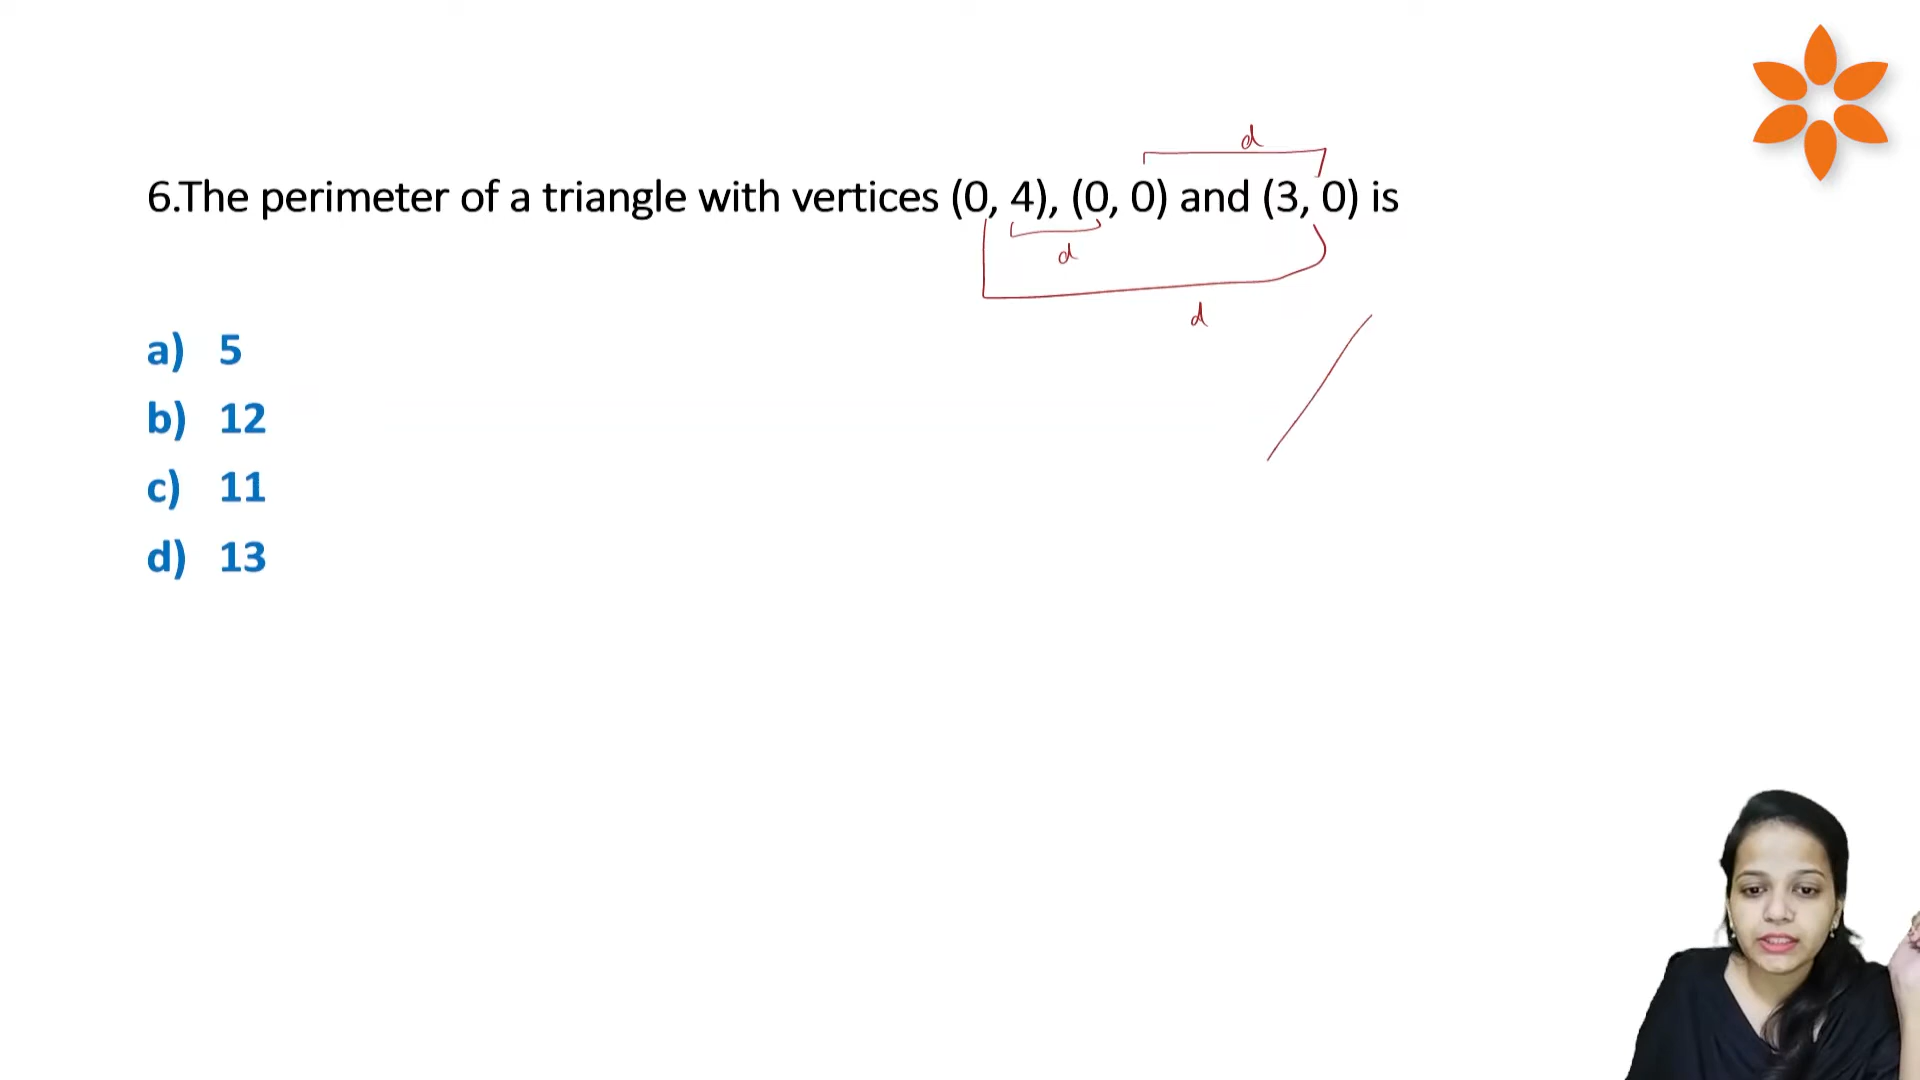 d
6.The perimeter of a triangle with vertices (0, 4), (0, 0) and (3, 0) is
d
d
a) 5
b) 12
c) 11
d) 13